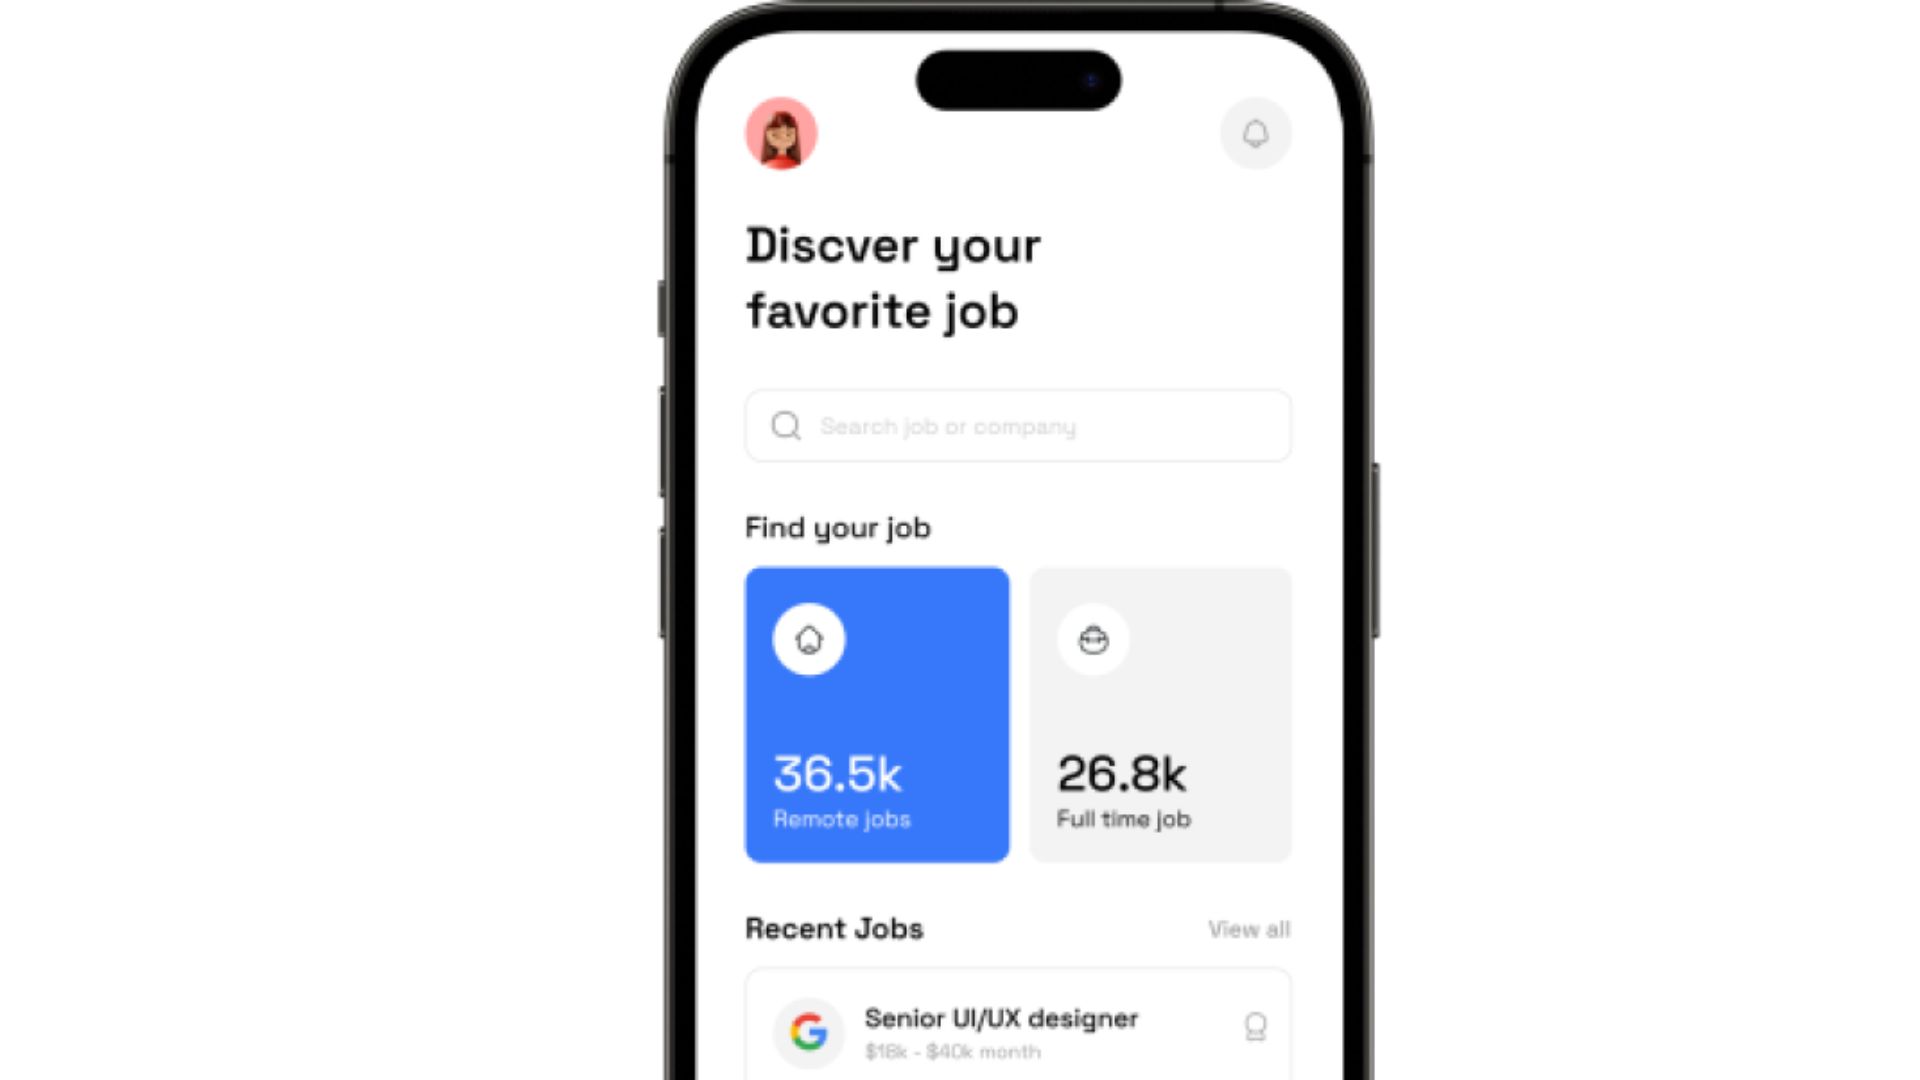 Discver your
favorite job
Search job or company
Find your job
36.5k
Remote jobs
26.8k
Full time job
Recent Jobs
View all
Senior UI/UX designer
$18k - $40k month